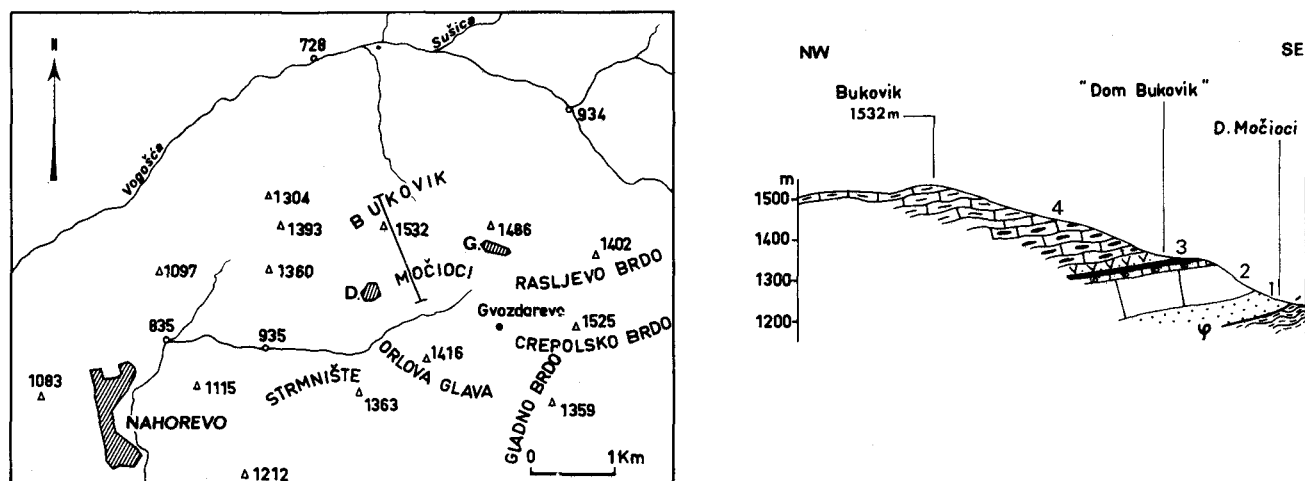 N
728
Sušica
934
Vogošća
BUKOVIK
1304
1393
1532
G.
1486
1402
1097
1360
D.
MOČIOCI
RASLJEVO BRDO
Gvozdarevo
835
935
1525
CREPOLSKO BRDO
1416
ORLOVA GLAVA
1083
1115
STRMNIŠTE
1363
GLADNO BRDO
1359
NAHOREVO
1212
0 1Km
NW SE
Bukovik
1532m
"Dom Bukovik"
D. Močioci
m
1500
1400
1300
1200
4
3
2
1
φ